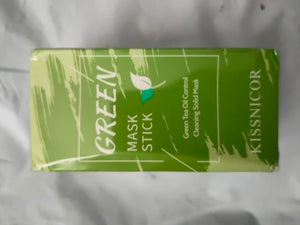 GREEN
MASK
STICK
Green Tea Oil Control
Cleaning Solid Mask
KISSNICOR